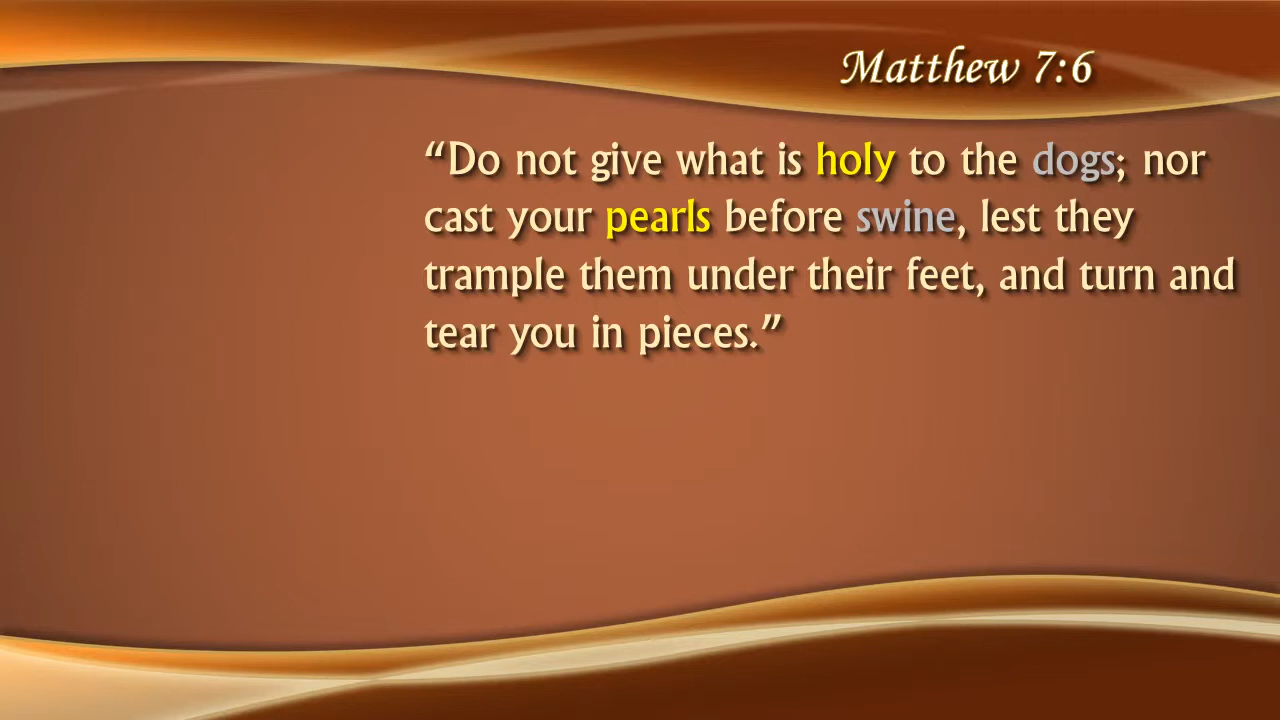 Matthew 7:6
“Do not give what is holy to the dogs; nor
cast your pearls before swine, lest they
trample them under their feet, and turn and
tear you in pieces.”